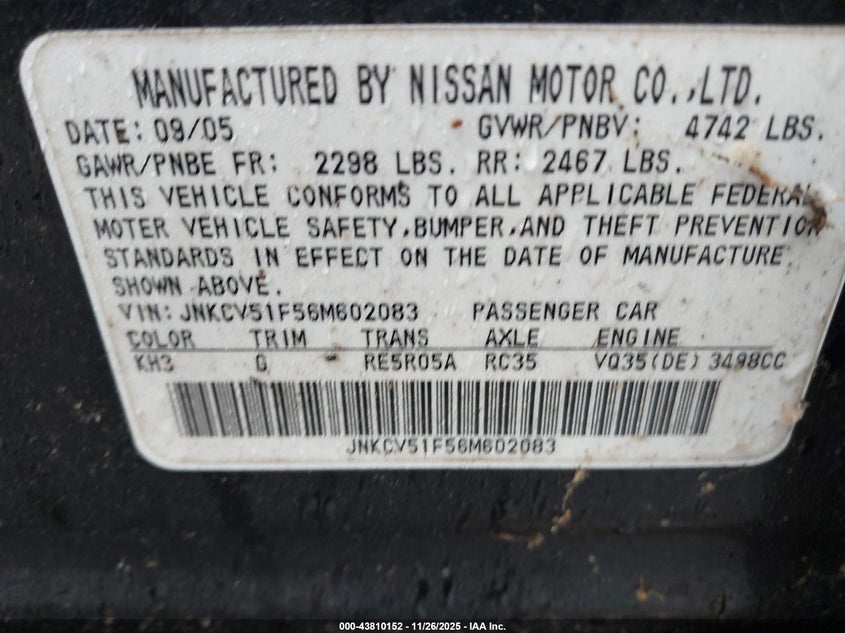 MANUFACTURED BY NISSAN MOTOR CO.,LTD.
DATE: 09/05 GVWR/PNBV: 4742 LBS.
GAWR/PNBE FR: 2298 LBS. RR: 2467 LBS.
THIS VEHICLE CONFORMS TO ALL APPLICABLE FEDERAL
MOTER VEHICLE SAFETY,BUMPER,AND THEFT PREVENTION
STANDARDS IN EFFECT ON THE DATE OF MANUFACTURE
SHOWN ABOVE.
VIN: JNKCV51F56M602083 PASSENGER CAR
COLOR TRIM TRANS AXLE ENGINE
KH3 G RE5R05A RC35 VQ35(DE) 3498CC
JNKCV51F56M602083
000-43810152 - 11/26/2025 - IAA Inc.